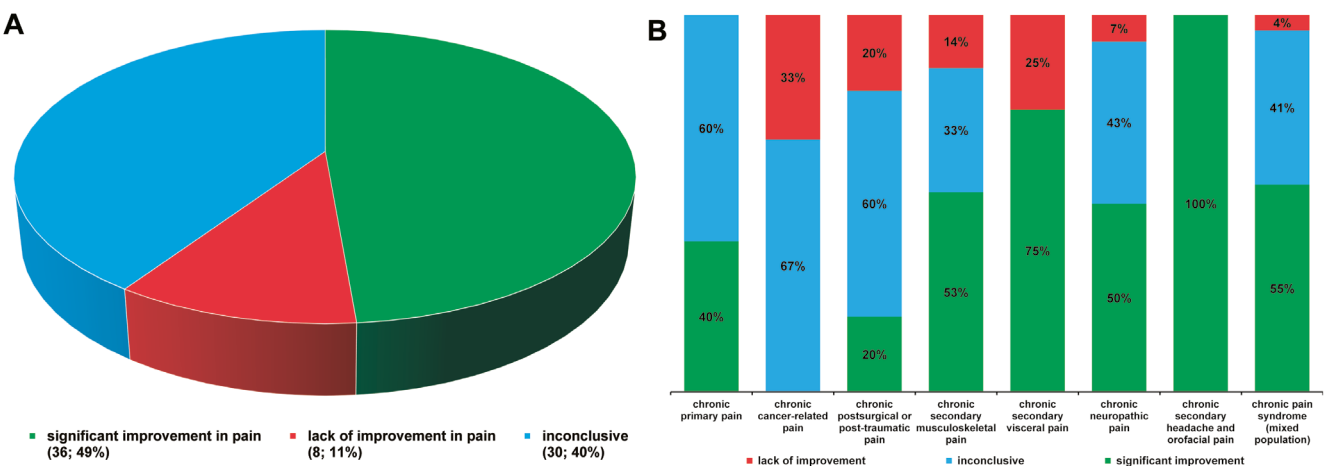 A
significant improvement in pain
(36; 49%)
lack of improvement in pain
(8; 11%)
inconclusive
(30; 40%)
B
60%
40%
33%
67%
20%
60%
20%
14%
33%
53%
25%
75%
7%
43%
50%
100%
4%
41%
55%
chronic
primary pain
chronic
cancer-related
pain
chronic
postsurgical or
post-traumatic
pain
chronic
secondary
musculoskeletal
pain
chronic
secondary
visceral pain
chronic
neuropathic
pain
chronic
secondary
headache and
orofacial pain
chronic pain
syndrome
(mixed
population)
lack of improvement
inconclusive
significant improvement